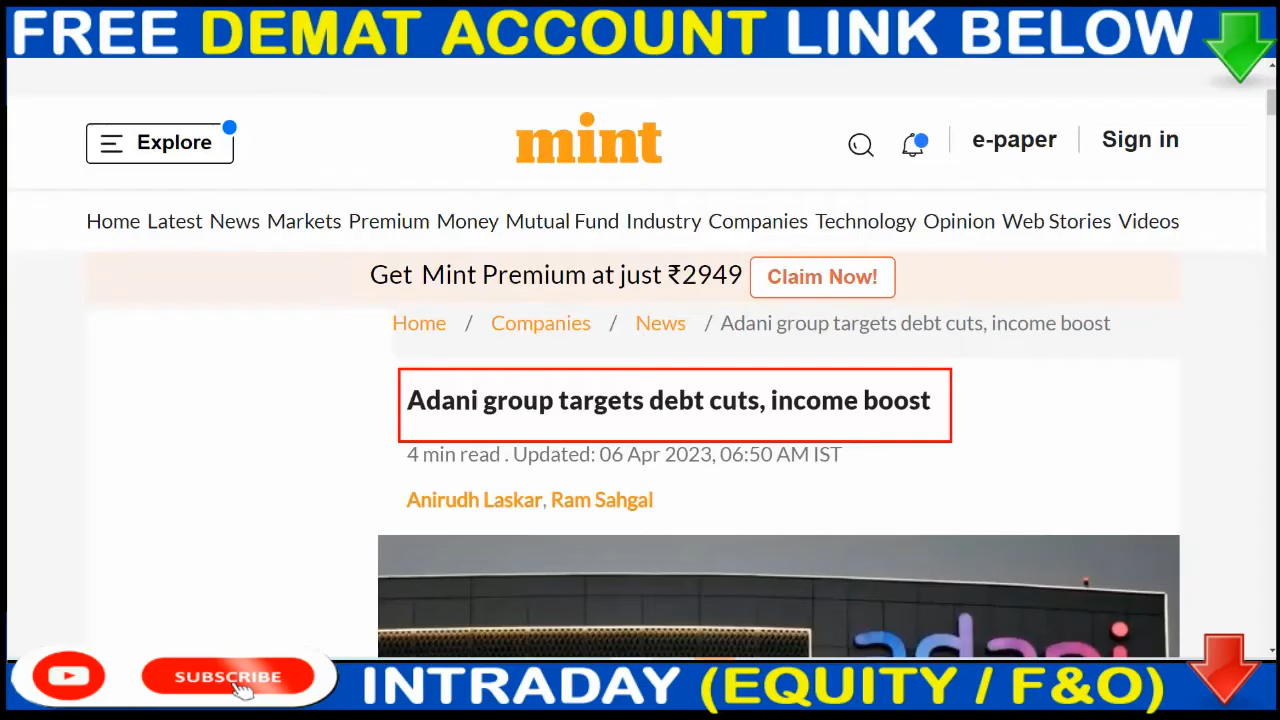 FREE DEMAT ACCOUNT LINK BELOW
Explore
mint
e-paper
Sign in
Home Latest News Markets Premium Money Mutual Fund Industry Companies Technology Opinion Web Stories Videos
Get Mint Premium at just ₹2949 Claim Now!
Home / Companies / News / Adani group targets debt cuts, income boost
Adani group targets debt cuts, income boost
4 min read . Updated: 06 Apr 2023, 06:50 AM IST
Anirudh Laskar, Ram Sahgal
adani
SUBSCRIBE
INTRADAY (EQUITY / F&O)